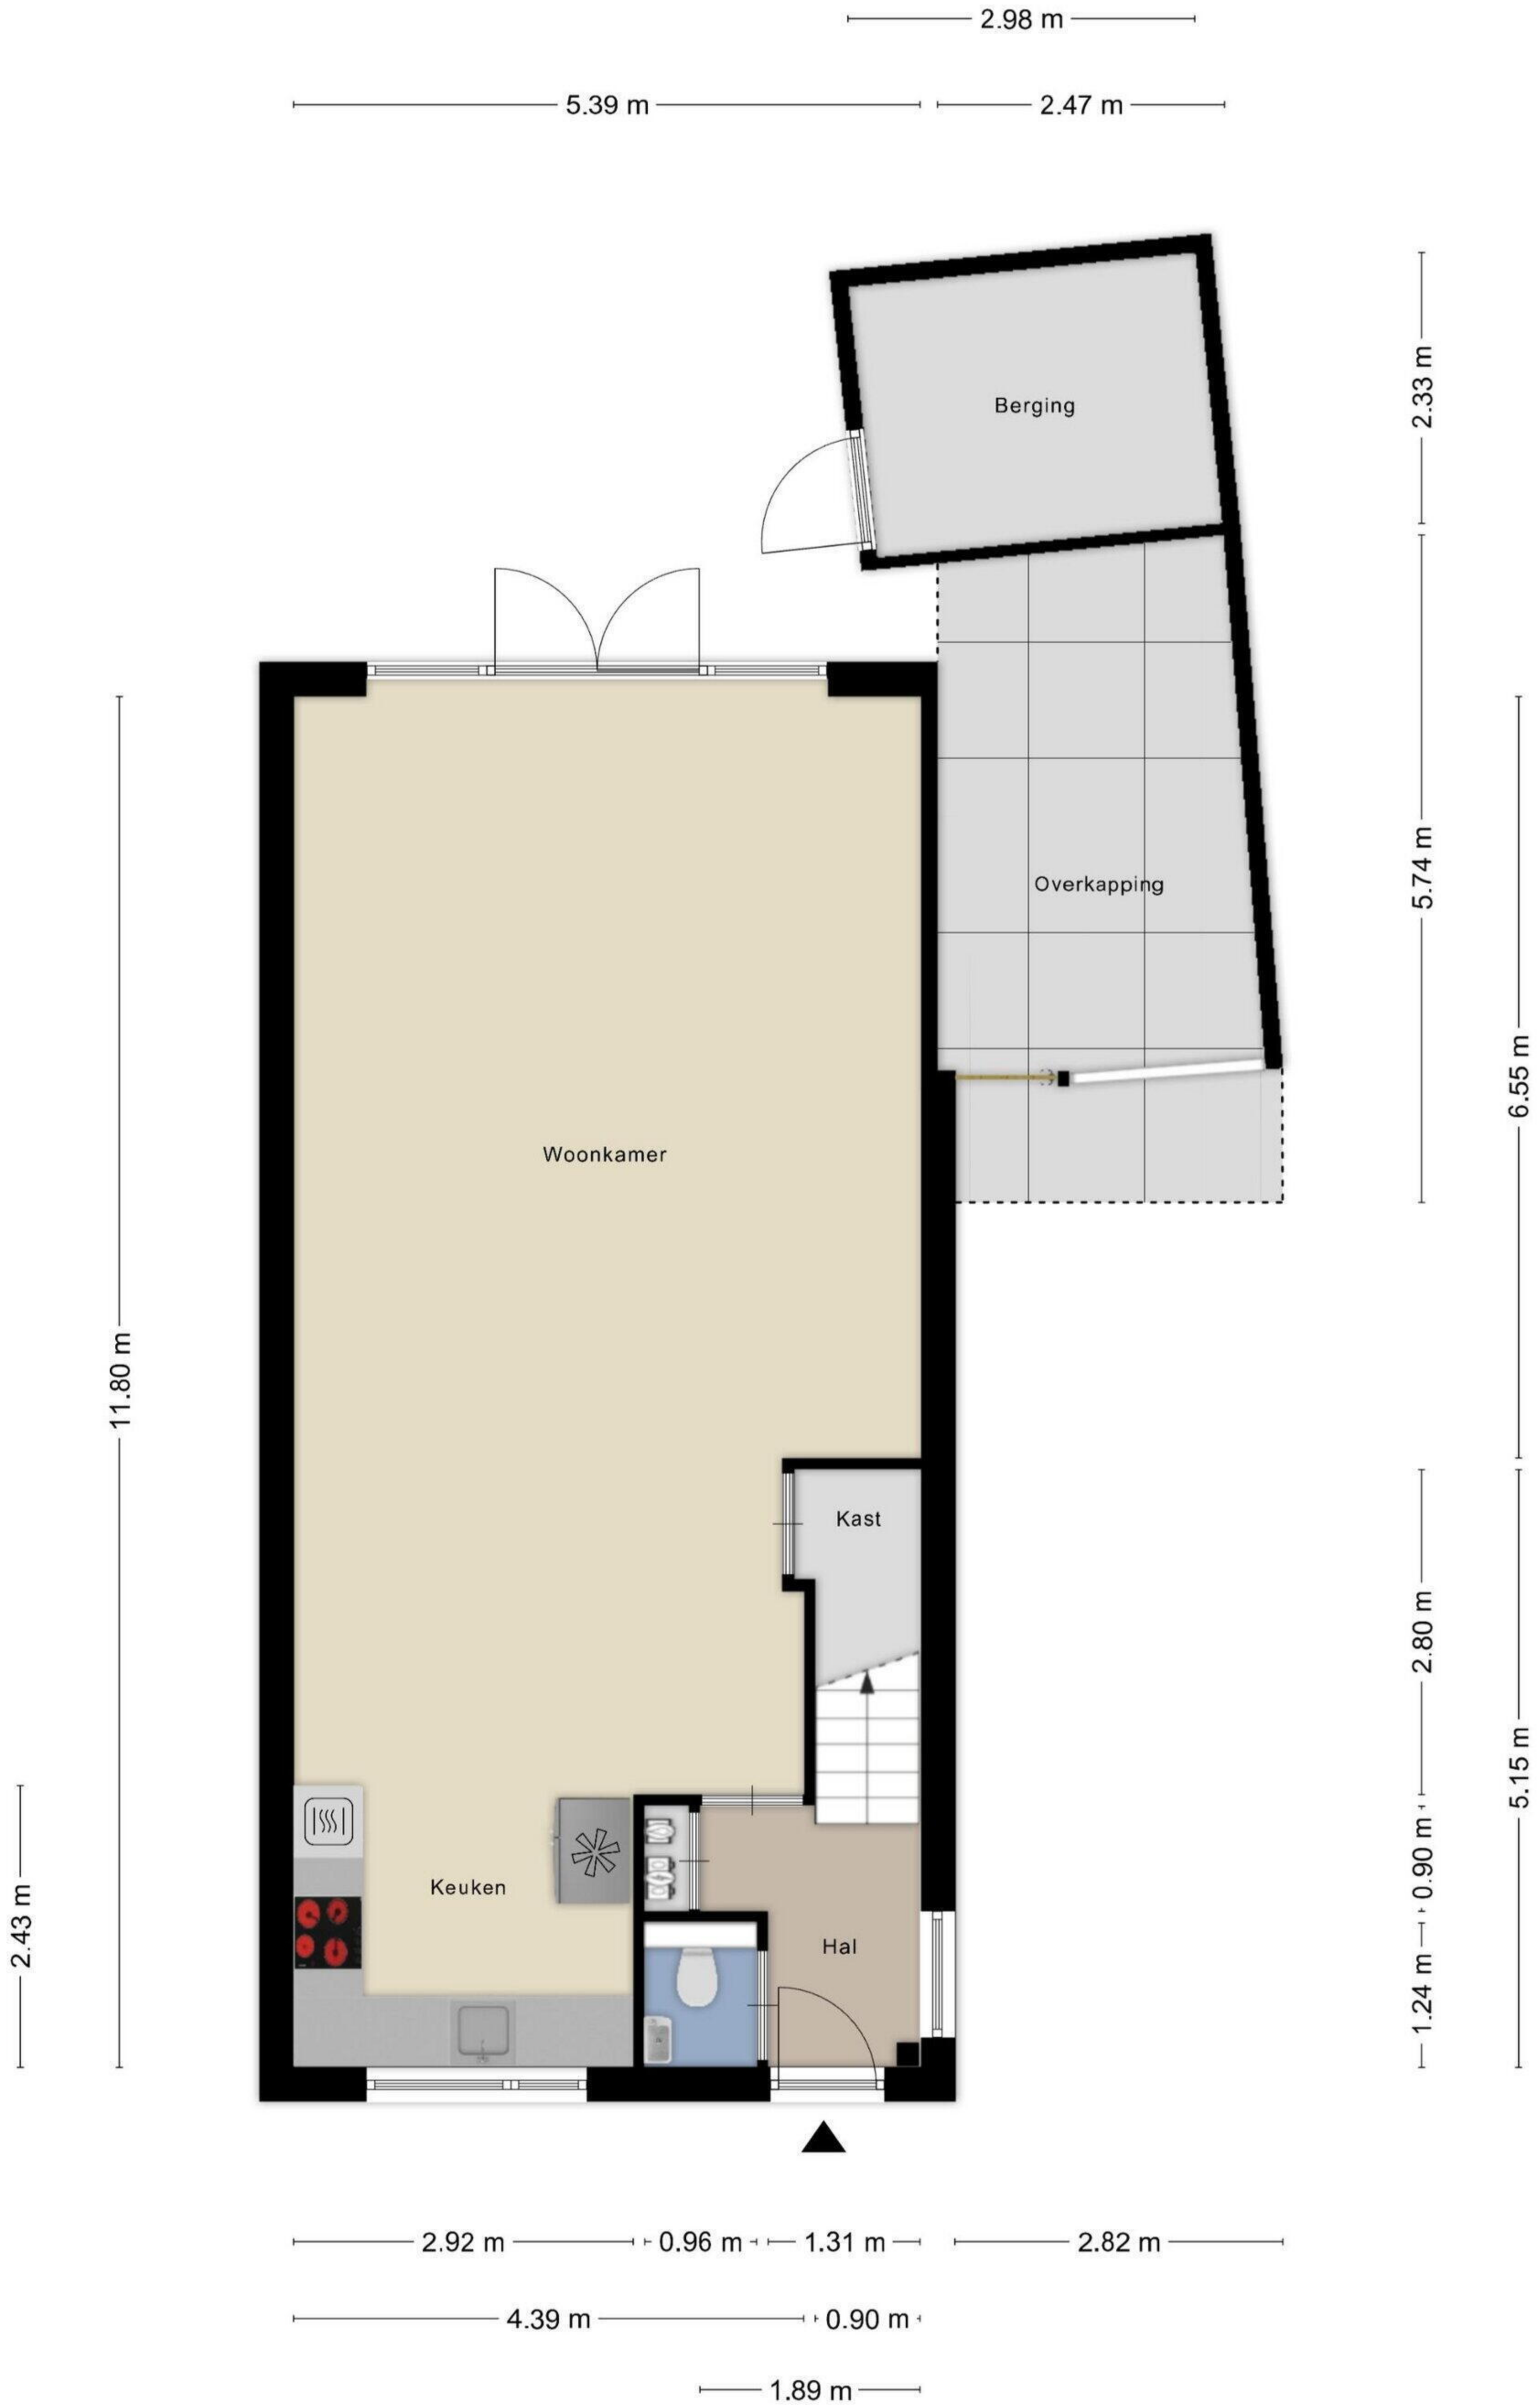 2.98 m
5.39 m
2.47 m
Berging
2.33 m
Overkapping
5.74 m
6.55 m
Woonkamer
11.80 m
Kast
2.80 m
5.15 m
0.90 m
Keuken
2.43 m
Hal
1.24 m
2.92 m
0.96 m
1.31 m
2.82 m
4.39 m
0.90 m
1.89 m